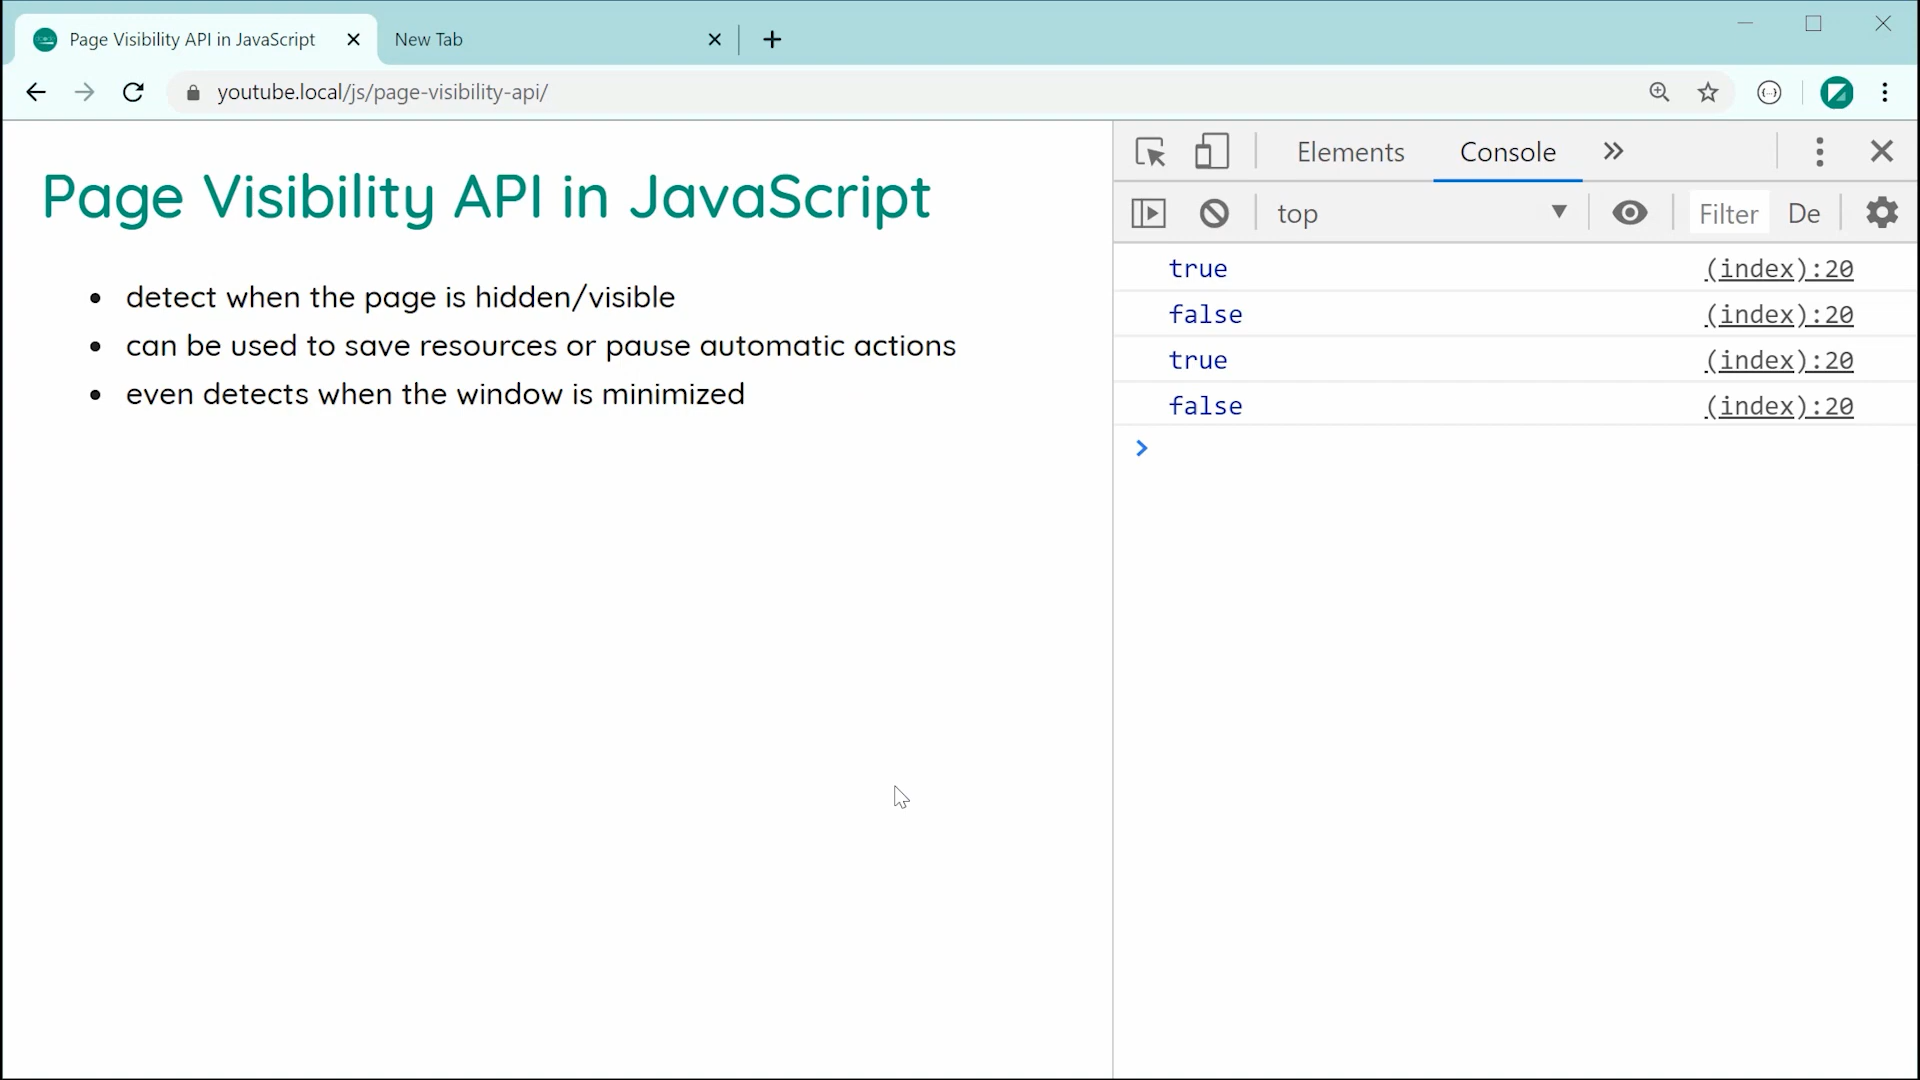 Page Visibility API in JavaScript
New Tab
youtube.local/js/page-visibility-api/
Page Visibility API in JavaScript
• detect when the page is hidden/visible
• can be used to save resources or pause automatic actions
• even detects when the window is minimized
Elements Console
top Filter De
true (index):20
false (index):20
true (index):20
false (index):20